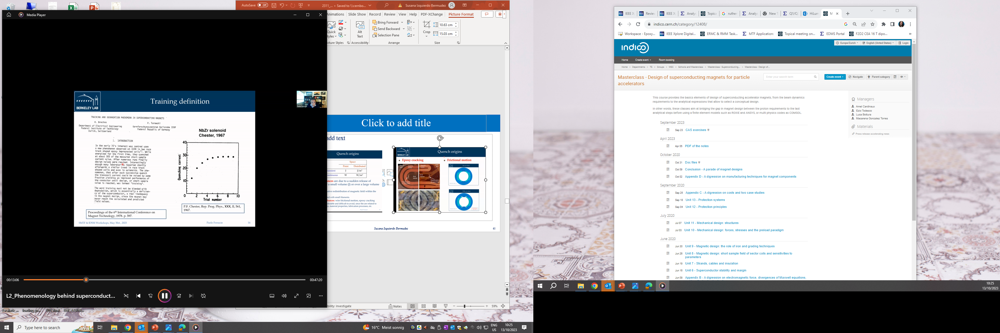 Media Player
BERKELEY LAB
Training definition
TRAINING AND DEGRADATION PHENOMENA IN SUPERCONDUCTING MAGNETS
H. Brechna
P. Turowski
Department of Electrical Engineering
Federal Institute of Technology
Zurich, Switzerland
Kernforschungszentrum Karlsruhe IEKP
Federal Republic of Germany
I. INTRODUCTION
In the early 70's interest was centred upon
a new phenomenon observed at CERN in two race
track shaped epoxy impregnated coils. While
energized for the first time, they quenched
at about 30% of the measured short sample
current value. After numerous runs finally
design values were reached. Interestingly
enough many laboratories reported shortly
afterwards a similar trend in race track
shaped coils and even in solenoids. The phe-
nomenon, that after each successive quench
the transport current could be raised by some
fraction yielding an improved performance of
the conductor until design, or short sample
value is reached, was termed "training".
The word training must not be blended with
degradation, which is essentially a deficien-
cy of the superconductor, a real inadequacy
in the magnet design, since the magnet may
never reach the calculated and predicted
field values.
NbZr solenoid
Chester, 1967
Quenching current
40
30
20
10
0 2 4 6 8 10
Trial number
Proceedings of the 6th International Conference on
Magnet Technology, 1978. p. 597.
P.F. Chester, Rep. Prog. Phys., XXX, II, 561,
1967.
SMTF & IDSM Workshops, May 30st, 2023
Paolo Ferracin
14
Paolo Ferracin
00:13:06
00:47:20
L2_Phenomenology behind superconduct...
10
30
AutoSave Off
2311_... • Saved to \\cernbo...
Susana Izquierdo Bermudez
Animations Slide Show Record Review View Help PDF-XChange Picture Format
Quick
Styles
Alt
Text
Bring Forward
Send Backward
Selection Pane
Crop
10.63 cm
15.03 cm
icture Styles
Accessibility
Arrange
Size
Click to add title
add text
Quench origins
Space
Point Distributed
ransient J J/m³
ontinuous W W/m³
ances are due to a sudden release of
a small volume (J) or over a large volume
ative redistribution of magnetic field within the
ed with small filaments.
bances: wire frictional motion, epoxy cracking
dictable and difficult to avoid, since the are related to
gn, material properties, fabrication processes, etc.
BERKELEY LAB
Quench origins
• Epoxy cracking
• Frictional motion
Susana Izquierdo Bermudez
65
bility: Investigate
Notes
59%
Type here to search
16°C Meist sonnig
ENG
US
10:25
13/10/2023
Review
Topica
New T
Q1/Q
HiLum
M
indico.cern.ch/category/12408/
Workspace - Epoxy...
IEEE Xplore Digital...
ERMC & RMM Task...
MTF Application:
Topical meeting on...
EDMS Portal
F2D2 CEA 16 T dipo...
indico
Europe/Zurich
English (United States)
Login
Home Create event Room booking
Home » Departments » TE » Groups » MSC » Schools and Masterclass » Masterclass - Superconducting... » Masterclass - Design of...
Masterclass - Design of superconducting magnets for particle
accelerators
Enter your search term
Create event
Navigate
Parent category
This course provides the basics elements of design of superconducting accelerator magnets, from the beam dynamics
requirements to the analytical expressions that allow to select a conceptual design.
In other words, these classes aim at bridging the gap in magnet design between the proton requirements to the last
analytical steps before using a finite element models such as ROXIE and ANSYS, or multi physics codes as COMSOL.
Managers
Amel Cardinaux
Ezio Todesco
Luca Bottura
Macarena Gonzalez Torres
Materials
Press release accelerating news
September 2023
Sep 23 CAS exercises
April 2023
Apr 05 PDF of the notes
October 2020
Oct 31 Doc files
Oct 09 Conclusion - A parade of magnet designs
Oct 02 Appendix D - A digression on manufacturing techniques for magnet components
September 2020
Sep 25 Appendix C - A digression on costs and two case studies
Sep 18 Unit 13 - Protection systems
Sep 04 Unit 12 - Protection principles
July 2020
Jul 07 Unit 11 - Mechanical design: structures
Jul 03 Unit 10 - Mechanical design: forces, stresses and the preload paradigm
June 2020
Jun 30 Unit 9 - Magnetic design: the role of iron and grading techniques
Jun 26 Unit 8 - Magnetic design: short sample field of sector coils and sensitivities to
parameters
Jun 19 Unit 7 - Strands, cables and insulation
Jun 16 Unit 6 - Superconductor stability and margin
Jun 09 Appendix B - A digression on electromagnetic force, divergences of Maxwell equations,
10:25
13/10/2023